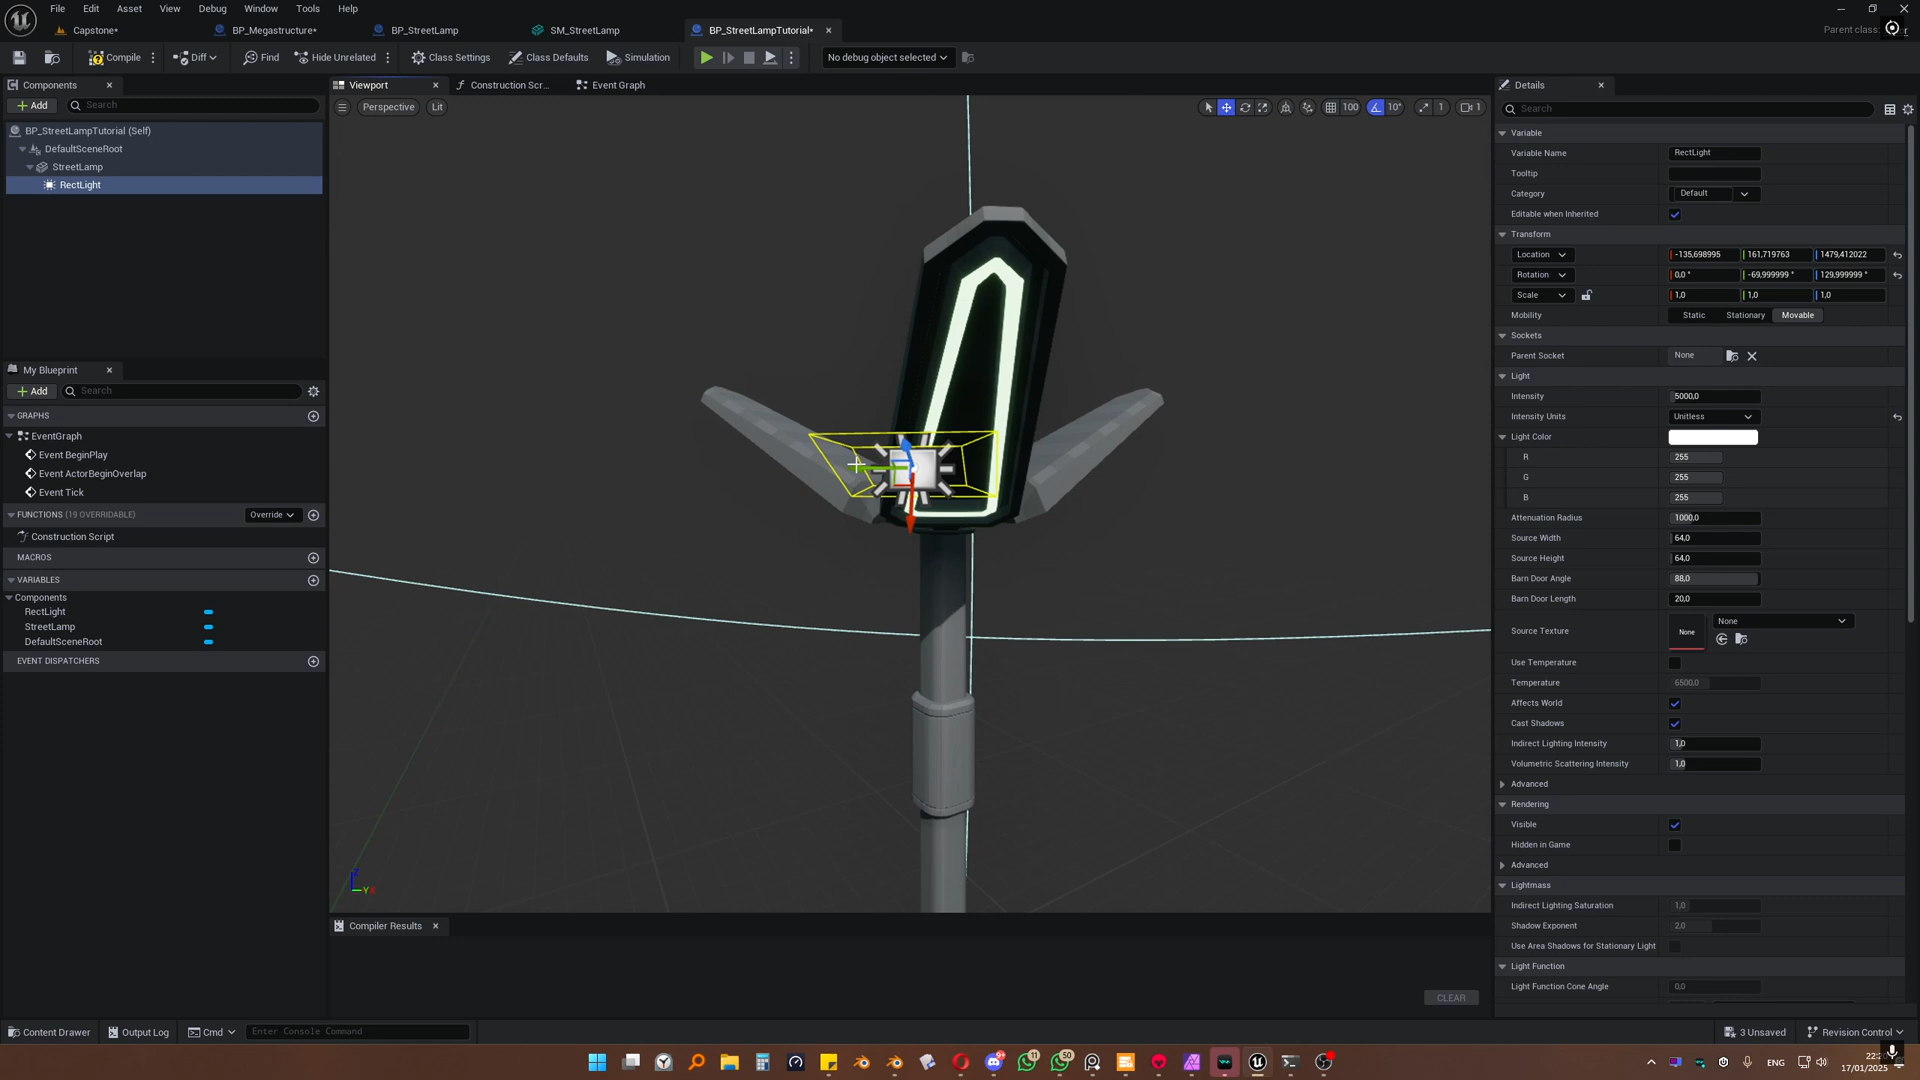 File Edit Asset View Debug Window Tools Help
Capstone* BP_Megastructure* BP_StreetLamp SM_StreetLamp BP_StreetLampTutorial* Parent class:
Compile Diff Find Hide Unrelated Class Settings Class Defaults Simulation No debug object selected
Components
Add Search
BP_StreetLampTutorial (Self)
DefaultSceneRoot
StreetLamp
RectLight
My Blueprint
Add Search
GRAPHS
EventGraph
Event BeginPlay
Event ActorBeginOverlap
Event Tick
FUNCTIONS (19 OVERRIDABLE) Override
Construction Script
MACROS
VARIABLES
Components
RectLight
StreetLamp
DefaultSceneRoot
EVENT DISPATCHERS
Viewport Construction Scr... Event Graph
Perspective Lit 100 10° 1 1
Z
Y X
Compiler Results
CLEAR
Details
Search
Variable
Variable Name RectLight
Tooltip
Category Default
Editable when Inherited
Transform
Location -135,698995 161,719763 1479,412022
Rotation 0,0 ° -69,999999 ° 129,999999 °
Scale 1,0 1,0 1,0
Mobility Static Stationary Movable
Sockets
Parent Socket None
Light
Intensity 5000,0
Intensity Units Unitless
Light Color
R 255
G 255
B 255
Attenuation Radius 1000,0
Source Width 64,0
Source Height 64,0
Barn Door Angle 88,0
Barn Door Length 20,0
Source Texture None None
Use Temperature
Temperature 6500,0
Affects World
Cast Shadows
Indirect Lighting Intensity 1,0
Volumetric Scattering Intensity 1,0
Advanced
Rendering
Visible
Hidden in Game
Advanced
Lightmass
Indirect Lighting Saturation 1,0
Shadow Exponent 2,0
Use Area Shadows for Stationary Light
Light Function
Light Function Cone Angle 0,0
Content Drawer Output Log Cmd Enter Console Command 3 Unsaved Revision Control
9+ 11 50 ENG
17/01/2025